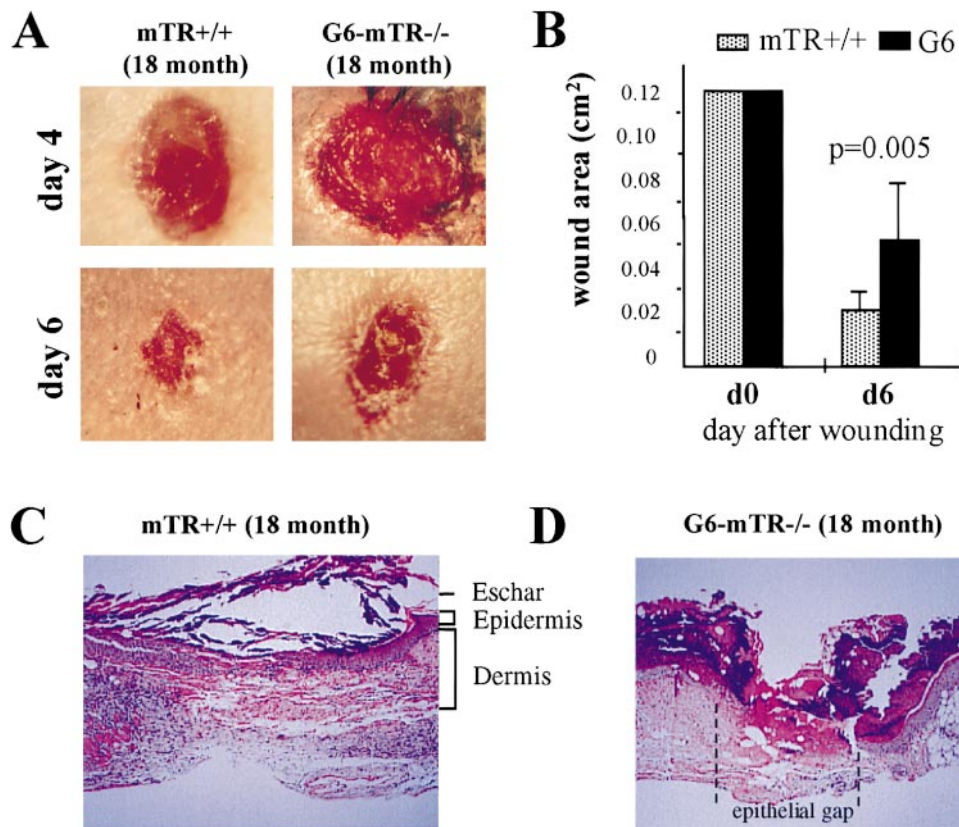 A
mTR+/+
(18 month)
G6-mTR-/-
(18 month)
day 4
day 6
B
mTR+/+ G6
wound area (cm²)
0.12
0.10
0.08
0.06
0.04
0.02
0
p=0.005
d0
d6
day after wounding
C
mTR+/+ (18 month)
Eschar
Epidermis
Dermis
D
G6-mTR-/- (18 month)
epithelial gap